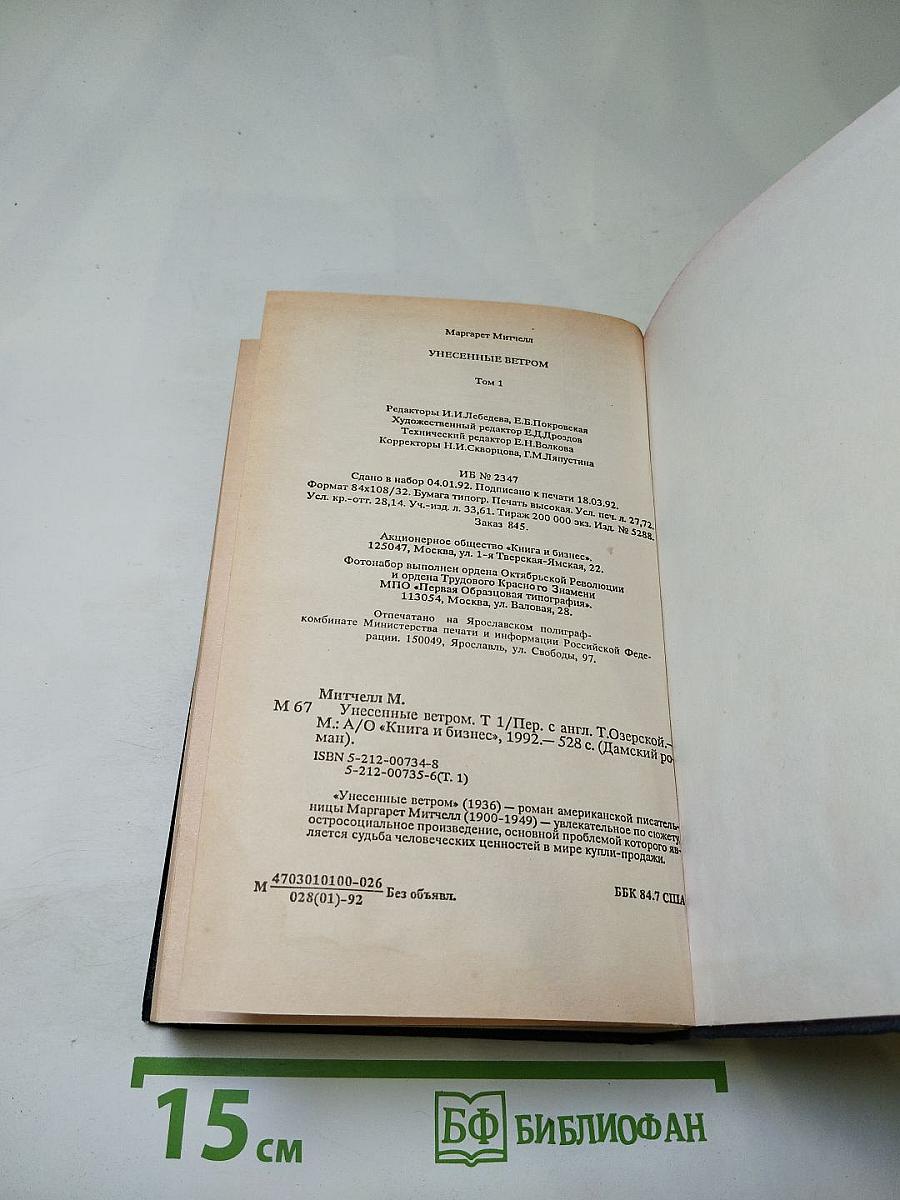 Маргарет Митчелл
УНЕСЕННЫЕ ВЕТРОМ
Том 1
Редакторы И.И.Лебедева, Е.Б.Покровская
Художественный редактор Е.Д.Дроздов
Технический редактор Е.Н.Волкова
Корректоры Н.И.Скворцова, Г.М.Ляпустина
ИБ № 2347
Сдано в набор 04.01.92. Подписано к печати 18.03.92.
Формат 84х108/32. Бумага типогр. Печать высокая. Усл. печ. л. 27,72.
Усл. кр.-отт. 28,14. Уч.-изд. л. 33,61. Тираж 200 000 экз. Изд. № 5288.
Заказ 845.
Акционерное общество «Книга и бизнес».
125047, Москва, ул. 1-я Тверская-Ямская, 22.
Фотонабор выполнен ордена Октябрьской Революции
и ордена Трудового Красного Знамени
МПО «Первая Образцовая типография».
113054, Москва, ул. Валовая, 28.
Отпечатано на Ярославском полиграф-
комбинате Министерства печати и информации Российской Феде-
рации. 150049, Ярославль, ул. Свободы, 97.
Митчелл М.
М 67 Унесенные ветром. Т 1/Пер. с англ. Т.Озерской.–
М.: А/О «Книга и бизнес», 1992.— 528 с. (Дамский ро-
ман).
ISBN 5-212-00734-8
5-212-00735-6(Т. 1)
«Унесенные ветром» (1936) — роман американской писатель-
ницы Маргарет Митчелл (1900-1949) — увлекательное по сюжету,
остросоциальное произведение, основной проблемой которого яв-
ляется судьба человеческих ценностей в мире купли-продажи.
М 4703010100-026 Без объявл.
028(01)-92
ББК 84.7 США
15 см
БФ БИБЛИОФАН